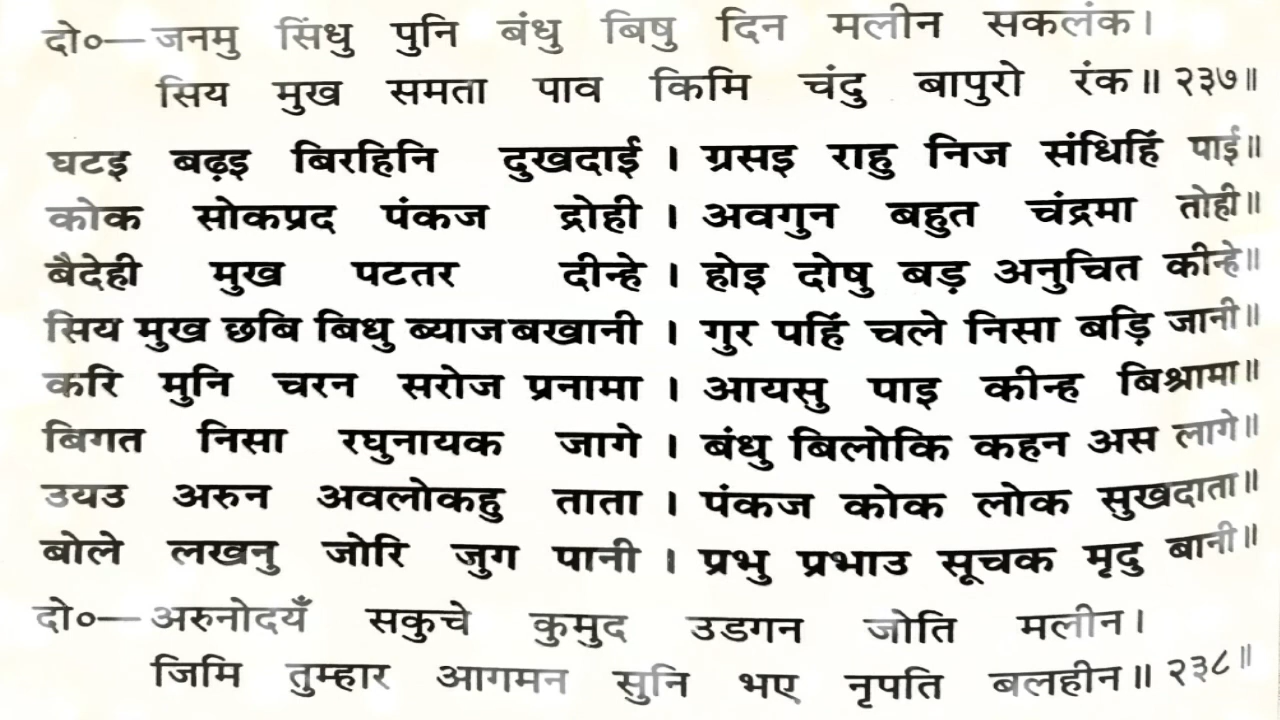 दो०—जनमु सिंधु पुनि बंधु बिषु दिन मलीन सकलंक।
सिय मुख समता पाव किमि चंदु बापुरो रंक॥ २३७॥
घटइ बढ़इ बिरहिनि दुखदाई । ग्रसइ राहु निज संधिहिं पाई॥
कोक सोकप्रद पंकज द्रोही । अवगुन बहुत चंद्रमा तोही॥
बैदेही मुख पटतर दीन्हे । होइ दोषु बड़ अनुचित कीन्हे॥
सिय मुख छबि बिधु ब्याज बखानी । गुर पहिं चले निसा बड़ि जानी॥
करि मुनि चरन सरोज प्रनामा । आयसु पाइ कीन्ह बिश्रामा॥
बिगत निसा रघुनायक जागे । बंधु बिलोकि कहन अस लागे॥
उयउ अरुन अवलोकहु ताता । पंकज कोक लोक सुखदाता॥
बोले लखनु जोरि जुग पानी । प्रभु प्रभाउ सूचक मृदु बानी॥
दो०—अरुनोदयँ सकुचे कुमुद उडगन जोति मलीन।
जिमि तुम्हार आगमन सुनि भए नृपति बलहीन॥ २३८॥